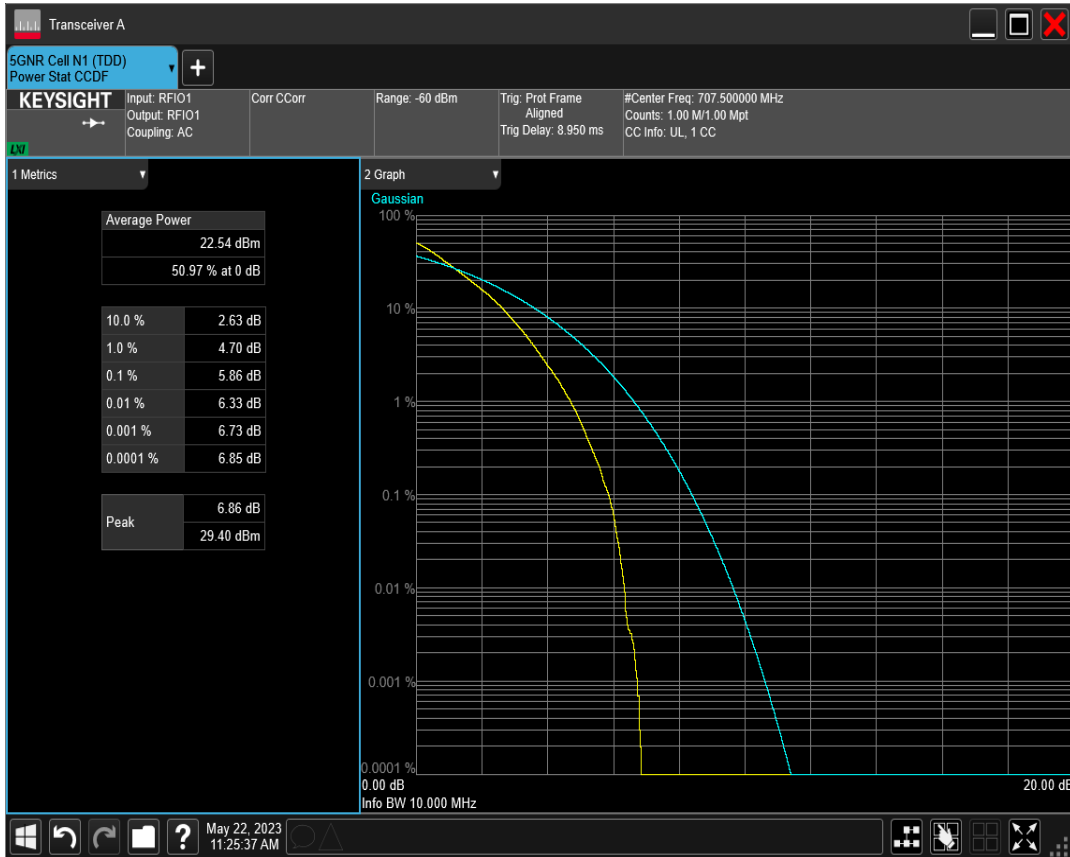 Transceiver A
5GNR Cell N1 (TDD)
Power Stat CCDF
+
KEYSIGHT
LXI
Input: RFIO1
Output: RFIO1
Coupling: AC
Corr CCorr
Range: -60 dBm
Trig: Prot Frame
Aligned
Trig Delay: 8.950 ms
#Center Freq: 707.500000 MHz
Counts: 1.00 M/1.00 Mpt
CC Info: UL, 1 CC
1 Metrics
Average Power
22.54 dBm
50.97 % at 0 dB
10.0 % 2.63 dB
1.0 % 4.70 dB
0.1 % 5.86 dB
0.01 % 6.33 dB
0.001 % 6.73 dB
0.0001 % 6.85 dB
Peak 6.86 dB
29.40 dBm
2 Graph
Gaussian
100 %
10 %
1 %
0.1 %
0.01 %
0.001 %
0.0001 %
0.00 dB 20.00 dB
Info BW 10.000 MHz
?
May 22, 2023
11:25:37 AM